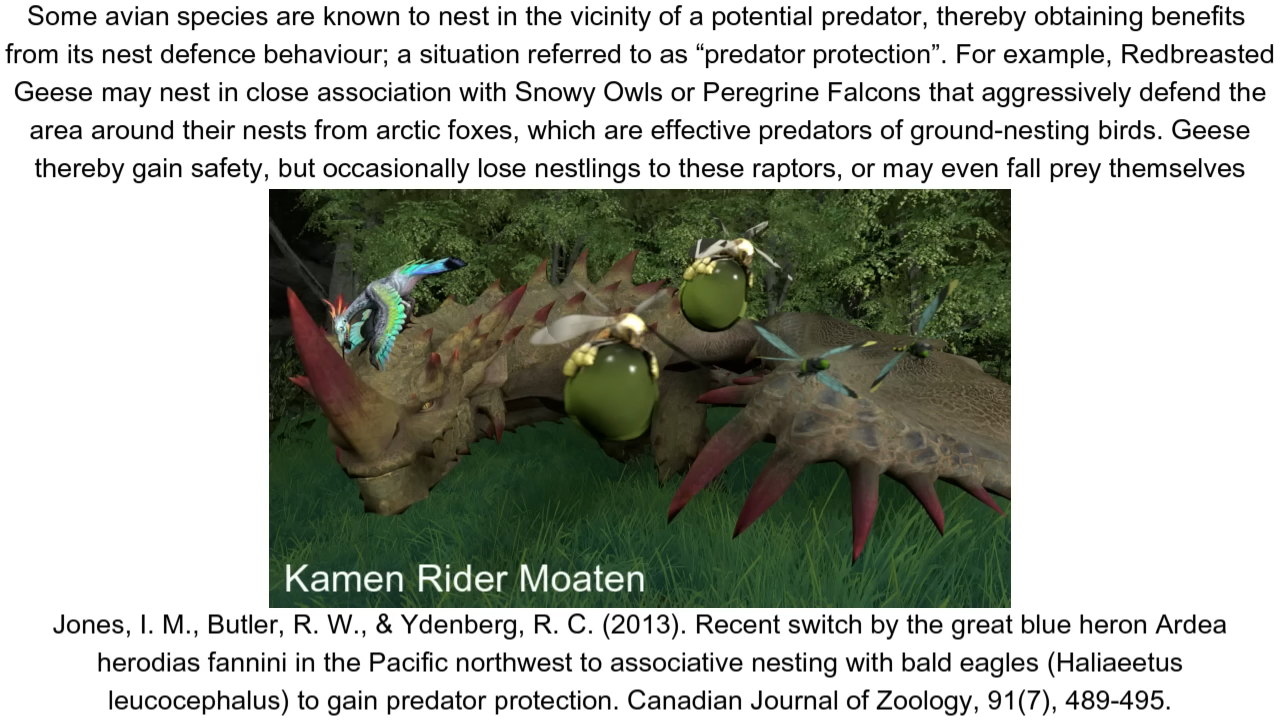 Some avian species are known to nest in the vicinity of a potential predator, thereby obtaining benefits
from its nest defence behaviour; a situation referred to as “predator protection”. For example, Redbreasted
Geese may nest in close association with Snowy Owls or Peregrine Falcons that aggressively defend the
area around their nests from arctic foxes, which are effective predators of ground-nesting birds. Geese
thereby gain safety, but occasionally lose nestlings to these raptors, or may even fall prey themselves
Kamen Rider Moaten
Jones, I. M., Butler, R. W., & Ydenberg, R. C. (2013). Recent switch by the great blue heron Ardea
herodias fannini in the Pacific northwest to associative nesting with bald eagles (Haliaeetus
leucocephalus) to gain predator protection. Canadian Journal of Zoology, 91(7), 489-495.